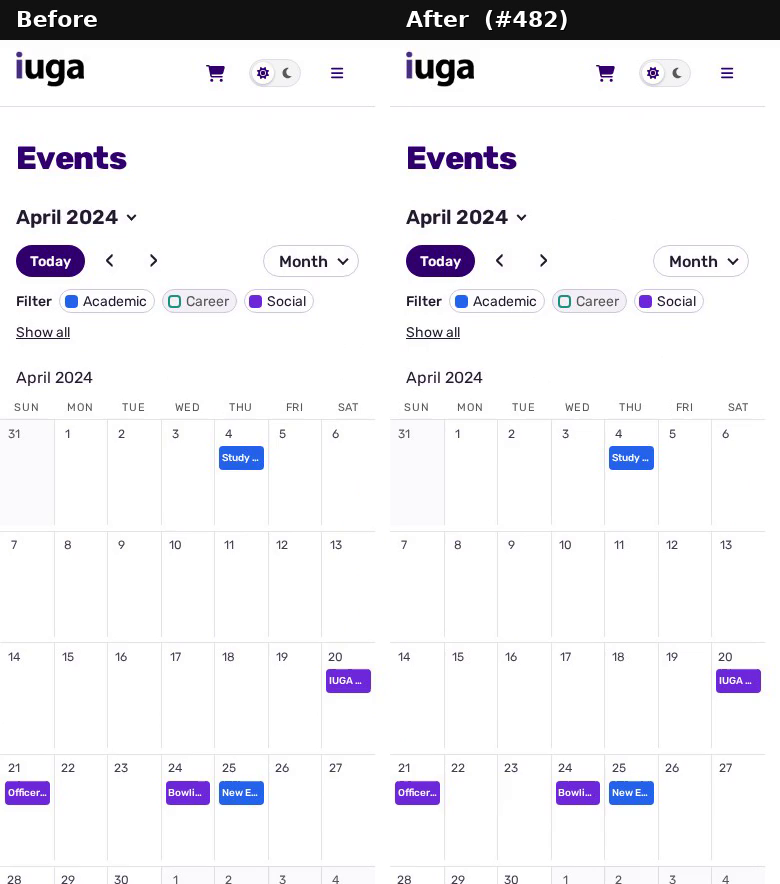 Before
After (#482)
iuga
iuga
Events
Events
April 2024
April 2024
Today
Month
Today
Month
Filter Academic Career Social
Filter Academic Career Social
Show all
Show all
April 2024
April 2024
SUN MON TUE WED THU FRI SAT
SUN MON TUE WED THU FRI SAT
31 1 2 3 4 5 6
31 1 2 3 4 5 6
Study ...
Study ...
7 8 9 10 11 12 13
7 8 9 10 11 12 13
14 15 16 17 18 19 20
14 15 16 17 18 19 20
IUGA ...
IUGA ...
21 22 23 24 25 26 27
21 22 23 24 25 26 27
Officer... Bowli... New E...
Officer... Bowli... New E...
28 29 30 1 2 3 4
28 29 30 1 2 3 4